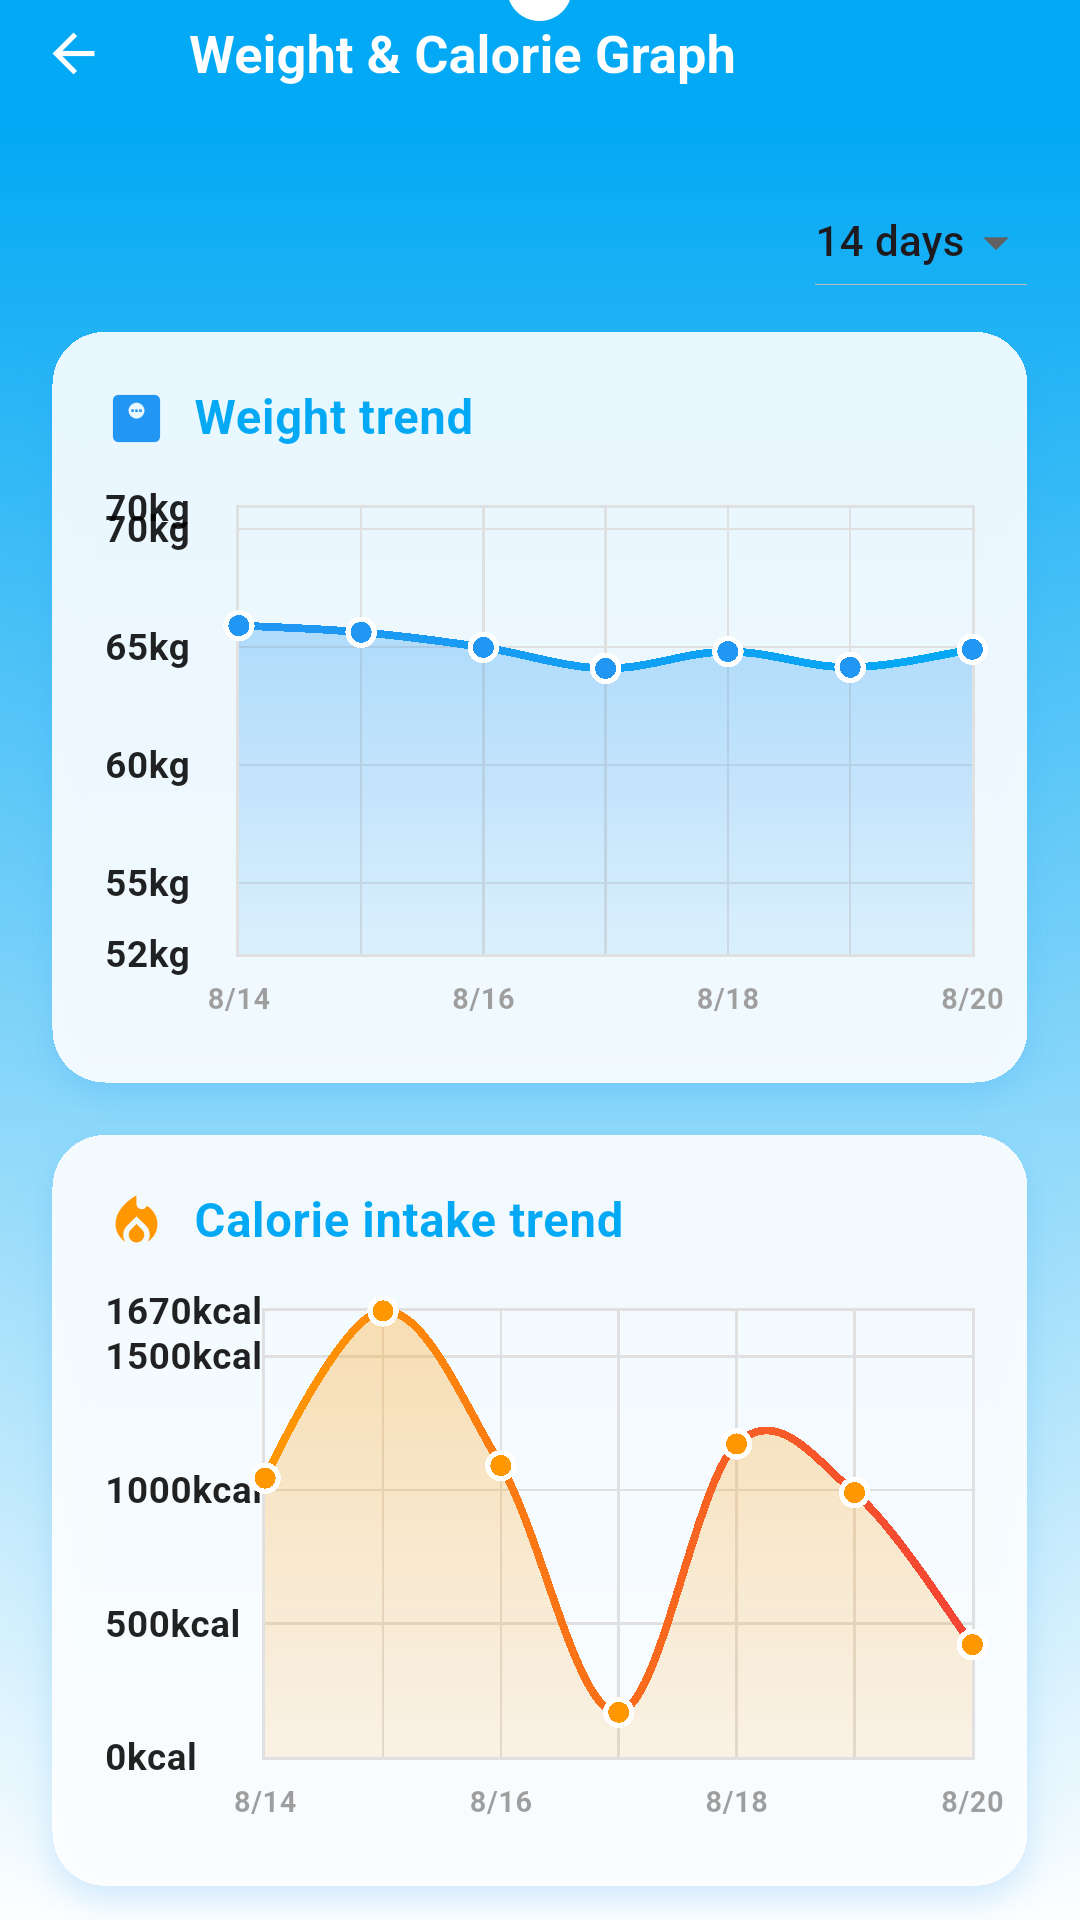 Weight & Calorie Graph
14 days
Weight trend
70kg
70kg
65kg
60kg
55kg
52kg
8/14 8/16 8/18 8/20
Calorie intake trend
1670kcal
1500kcal
1000kcal
500kcal
0kcal
8/14 8/16 8/18 8/20